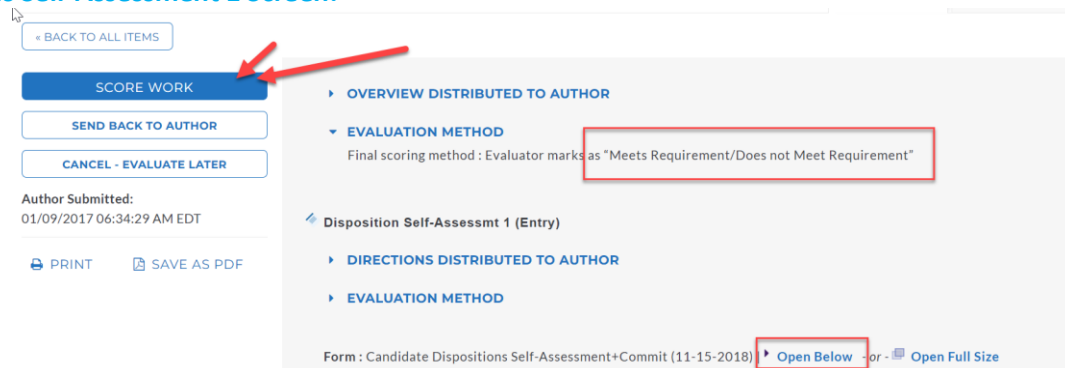 « BACK TO ALL ITEMS
SCORE WORK
SEND BACK TO AUTHOR
CANCEL - EVALUATE LATER
Author Submitted:
01/09/2017 06:34:29 AM EDT
PRINT SAVE AS PDF
OVERVIEW DISTRIBUTED TO AUTHOR
EVALUATION METHOD
Final scoring method : Evaluator marks as “Meets Requirement/Does not Meet Requirement”
Disposition Self-Assessmt 1 (Entry)
DIRECTIONS DISTRIBUTED TO AUTHOR
EVALUATION METHOD
Form : Candidate Dispositions Self-Assessment+Commit (11-15-2018) Open Below - or - Open Full Size